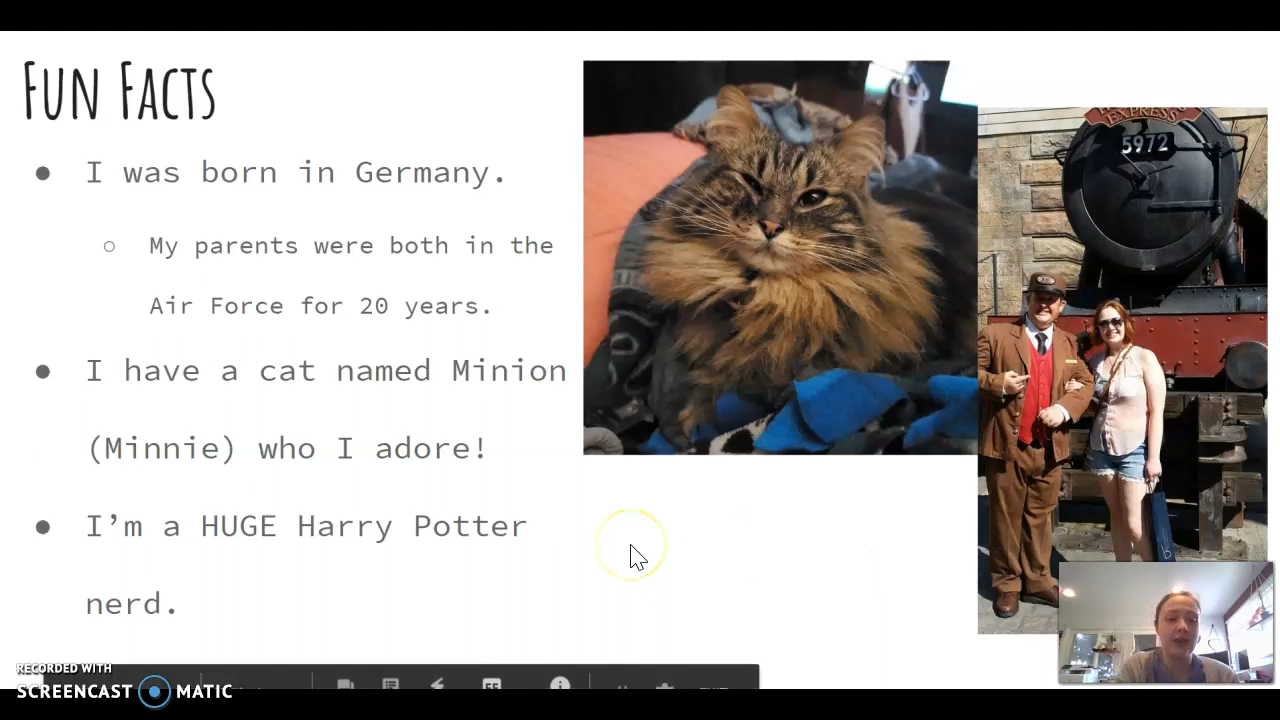 Fun Facts
● I was born in Germany.
○ My parents were both in the
Air Force for 20 years.
● I have a cat named Minion
(Minnie) who I adore!
● I’m a HUGE Harry Potter
nerd.
EXPRESS
5972
RECORDED WITH
SCREENCAST MATIC